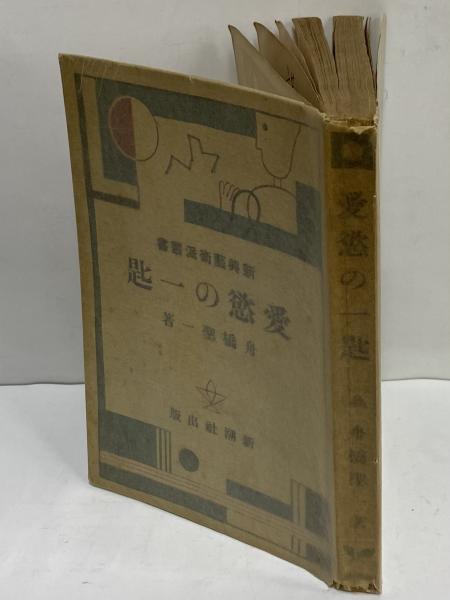 新興藝術派叢書
愛慾の一匙
舟橋聖一著
新潮社出版
愛慾の一匙
舟橋聖 著